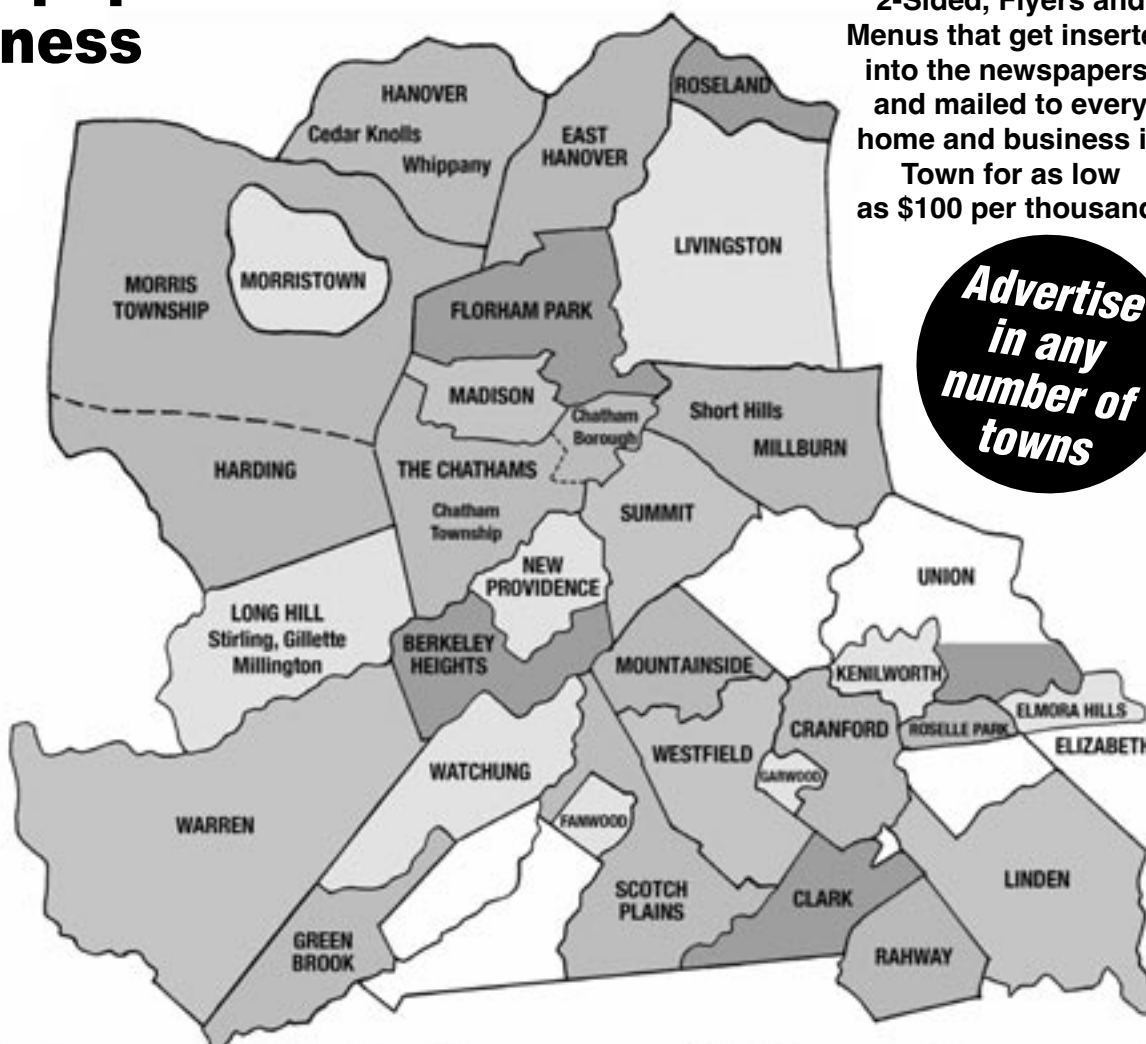 ness
2-Sided, Flyers and
Menus that get inserte
into the newspapers
and mailed to every
home and business i
Town for as low
as $100 per thousand
Advertise
in any
number of
towns
HANOVER
Cedar Knolls
Whippany
EAST
HANOVER
ROSELAND
LIVINGSTON
MORRIS
TOWNSHIP
MORRISTOWN
FLORHAM PARK
MADISON
Chatham
Borough
Short Hills
MILLBURN
HARDING
THE CHATHAMS
Chatham
Township
SUMMIT
NEW
PROVIDENCE
UNION
LONG HILL
Stirling, Gillette
Millington
BERKELEY
HEIGHTS
MOUNTAINSIDE
KENILWORTH
ELMORA HILLS
CRANFORD
ROSELLE PARK
ELIZABETH
WESTFIELD
GARWOOD
WATCHUNG
WARREN
FANWOOD
SCOTCH
PLAINS
CLARK
LINDEN
GREEN
BROOK
RAHWAY